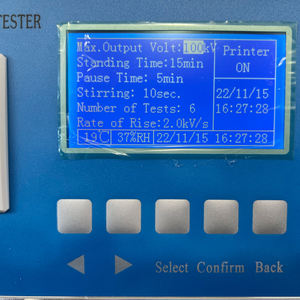 TESTER
Max.Output Volt:100kV
Standing Time:15min
Pause Time: 5min
Stirring: 10sec.
Number of Tests: 6
Rate of Rise:2.0kV/s
Printer
ON
22/11/15
16:27:28
19℃ 37%RH 22/11/15 16:27:28
Select Confirm Back